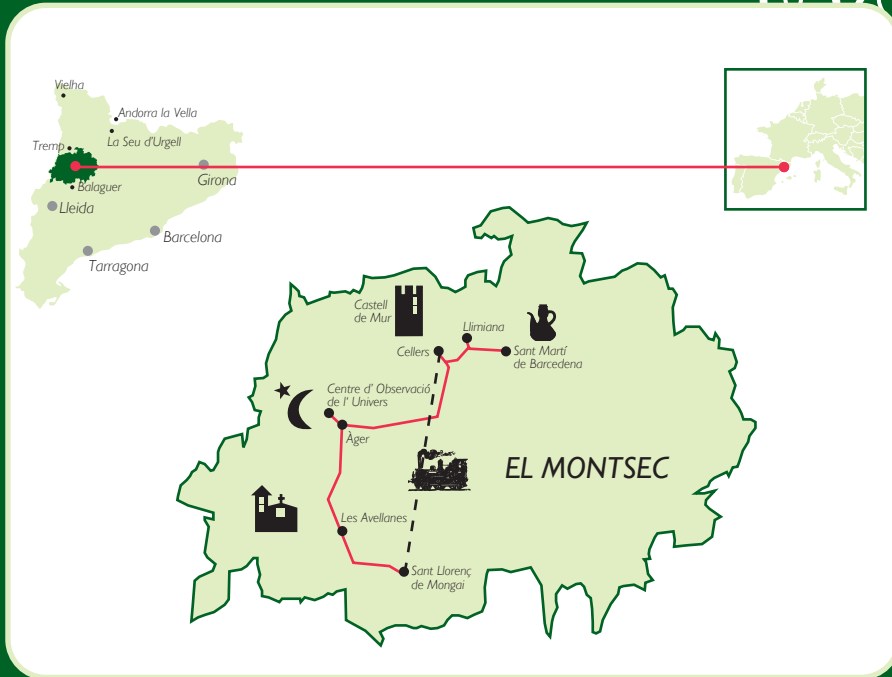 Vielha
Andorra la Vella
La Seu d'Urgell
Tremp
Girona
Balaguer
Lleida
Barcelona
Tarragona
Castell
de Mur
Llimiana
Cellers
Sant Martí
de Barcedena
Centre d' Observació
de l' Univers
Àger
EL MONTSEC
Les Avellanes
Sant Llorenç
de Mongai